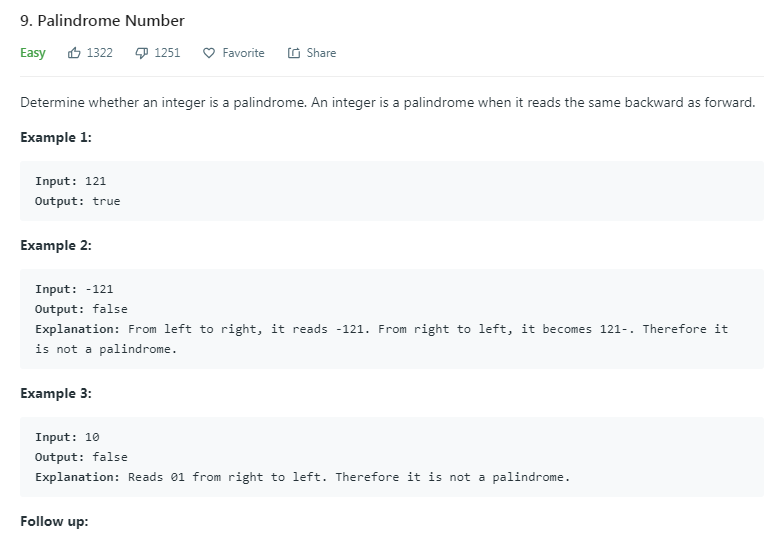 9. Palindrome Number
Easy 1322 1251 Favorite Share
Determine whether an integer is a palindrome. An integer is a palindrome when it reads the same backward as forward.
Example 1:
Input: 121
Output: true
Example 2:
Input: -121
Output: false
Explanation: From left to right, it reads -121. From right to left, it becomes 121-. Therefore it
is not a palindrome.
Example 3:
Input: 10
Output: false
Explanation: Reads 01 from right to left. Therefore it is not a palindrome.
Follow up: